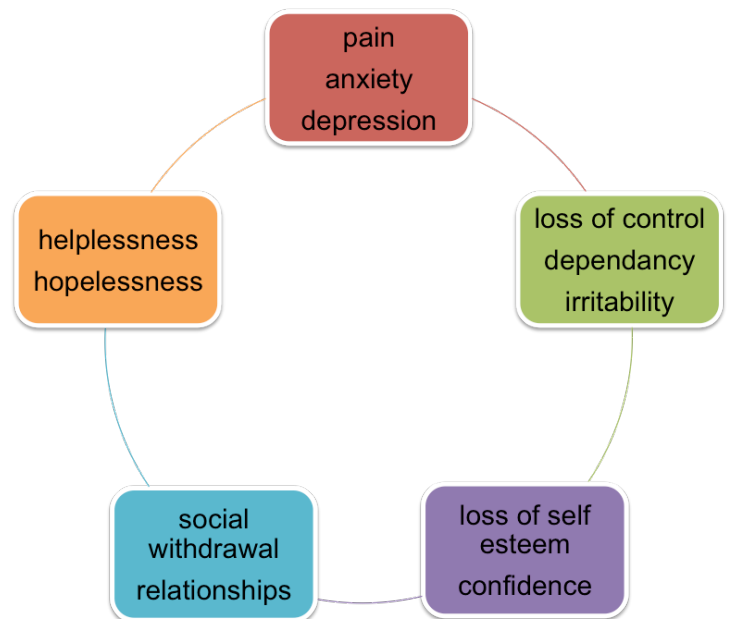 pain
anxiety
depression
loss of control
dependancy
irritability
loss of self
esteem
confidence
social
withdrawal
relationships
helplessness
hopelessness